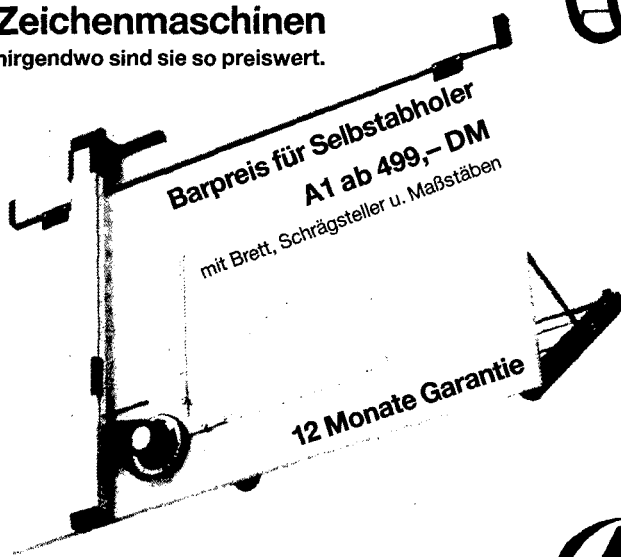 Zeichenmaschinen
nirgendwo sind sie so preiswert.
Barpreis für Selbstabholer
A1 ab 499,– DM
mit Brett, Schrägsteller u. Maßstäben
12 Monate Garantie